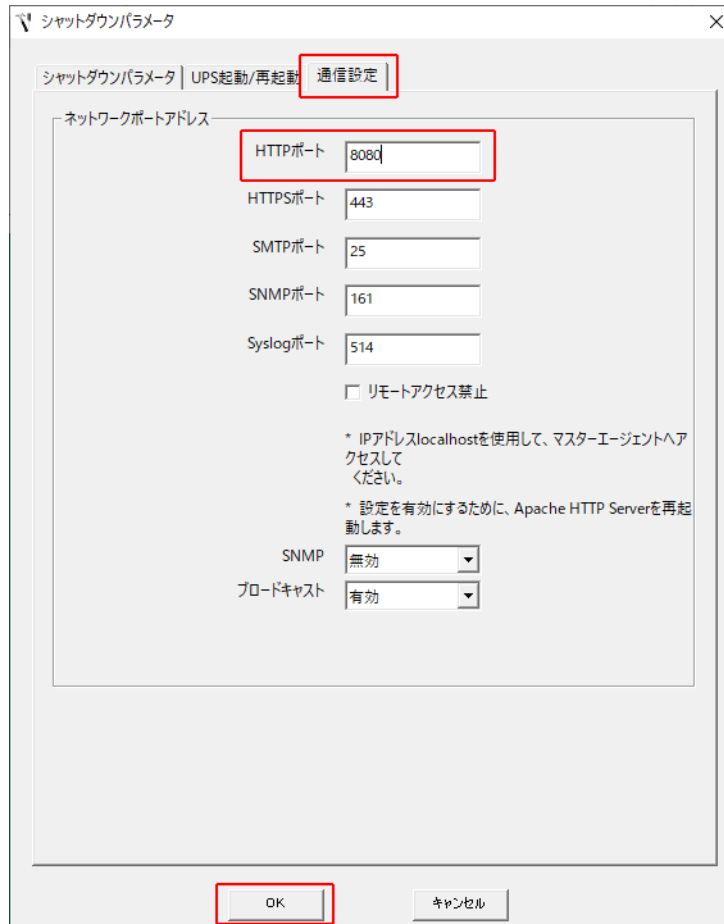 シャットダウンパラメータ
シャットダウンパラメータ UPS起動/再起動 通信設定
ネットワークポートアドレス
HTTPポート 8080
HTTPSポート 443
SMTPポート 25
SNMPポート 161
Syslogポート 514
リモートアクセス禁止
* IPアドレスlocalhostを使用して、マスターエージェントへア
クセスして
ください。
* 設定を有効にするために、Apache HTTP Serverを再起
動します。
SNMP 無効
ブロードキャスト 有効
OK キャンセル